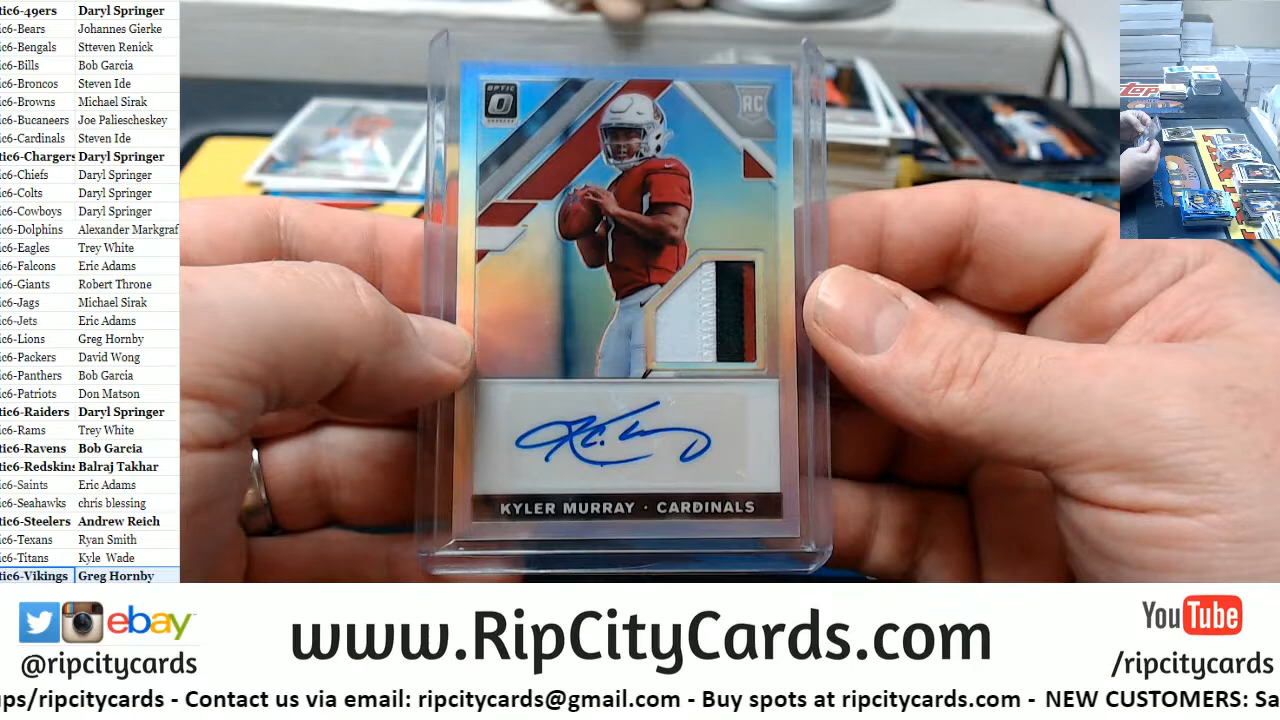 tic6-49ers Daryl Springer
ic6-Bears Johannes Gierke
ic6-Bengals Stteven Renick
ic6-Bills Bob Garcia
ic6-Broncos Steven Ide
ic6-Browns Michael Sirak
ic6-Bucaneers Joe Paliescheskey
ic6-Cardinals Steven Ide
tic6-Chargers Daryl Springer
ic6-Chiefs Daryl Springer
ic6-Colts Daryl Springer
ic6-Cowboys Daryl Springer
ic6-Dolphins Alexander Markgraf
ic6-Eagles Trey White
ic6-Falcons Eric Adams
ic6-Giants Robert Throne
ic6-Jags Michael Sirak
ic6-Jets Eric Adams
ic6-Lions Greg Hornby
ic6-Packers David Wong
ic6-Panthers Bob Garcia
ic6-Patriots Don Matson
tic6-Raiders Daryl Springer
ic6-Rams Trey White
tic6-Ravens Bob Garcia
tic6-Redskins Balraj Takhar
ic6-Saints Eric Adams
ic6-Seahawks chris blessing
tic6-Steelers Andrew Reich
ic6-Texans Ryan Smith
ic6-Titans Kyle Wade
tic6-Vikings Greg Hornby
OPTIC
RC
KYLER MURRAY · CARDINALS
ebay
@ripcitycards
www.RipCityCards.com
YouTube
/ripcitycards
ups/ripcitycards - Contact us via email: ripcitycards@gmail.com - Buy spots at ripcitycards.com - NEW CUSTOMERS: Sa